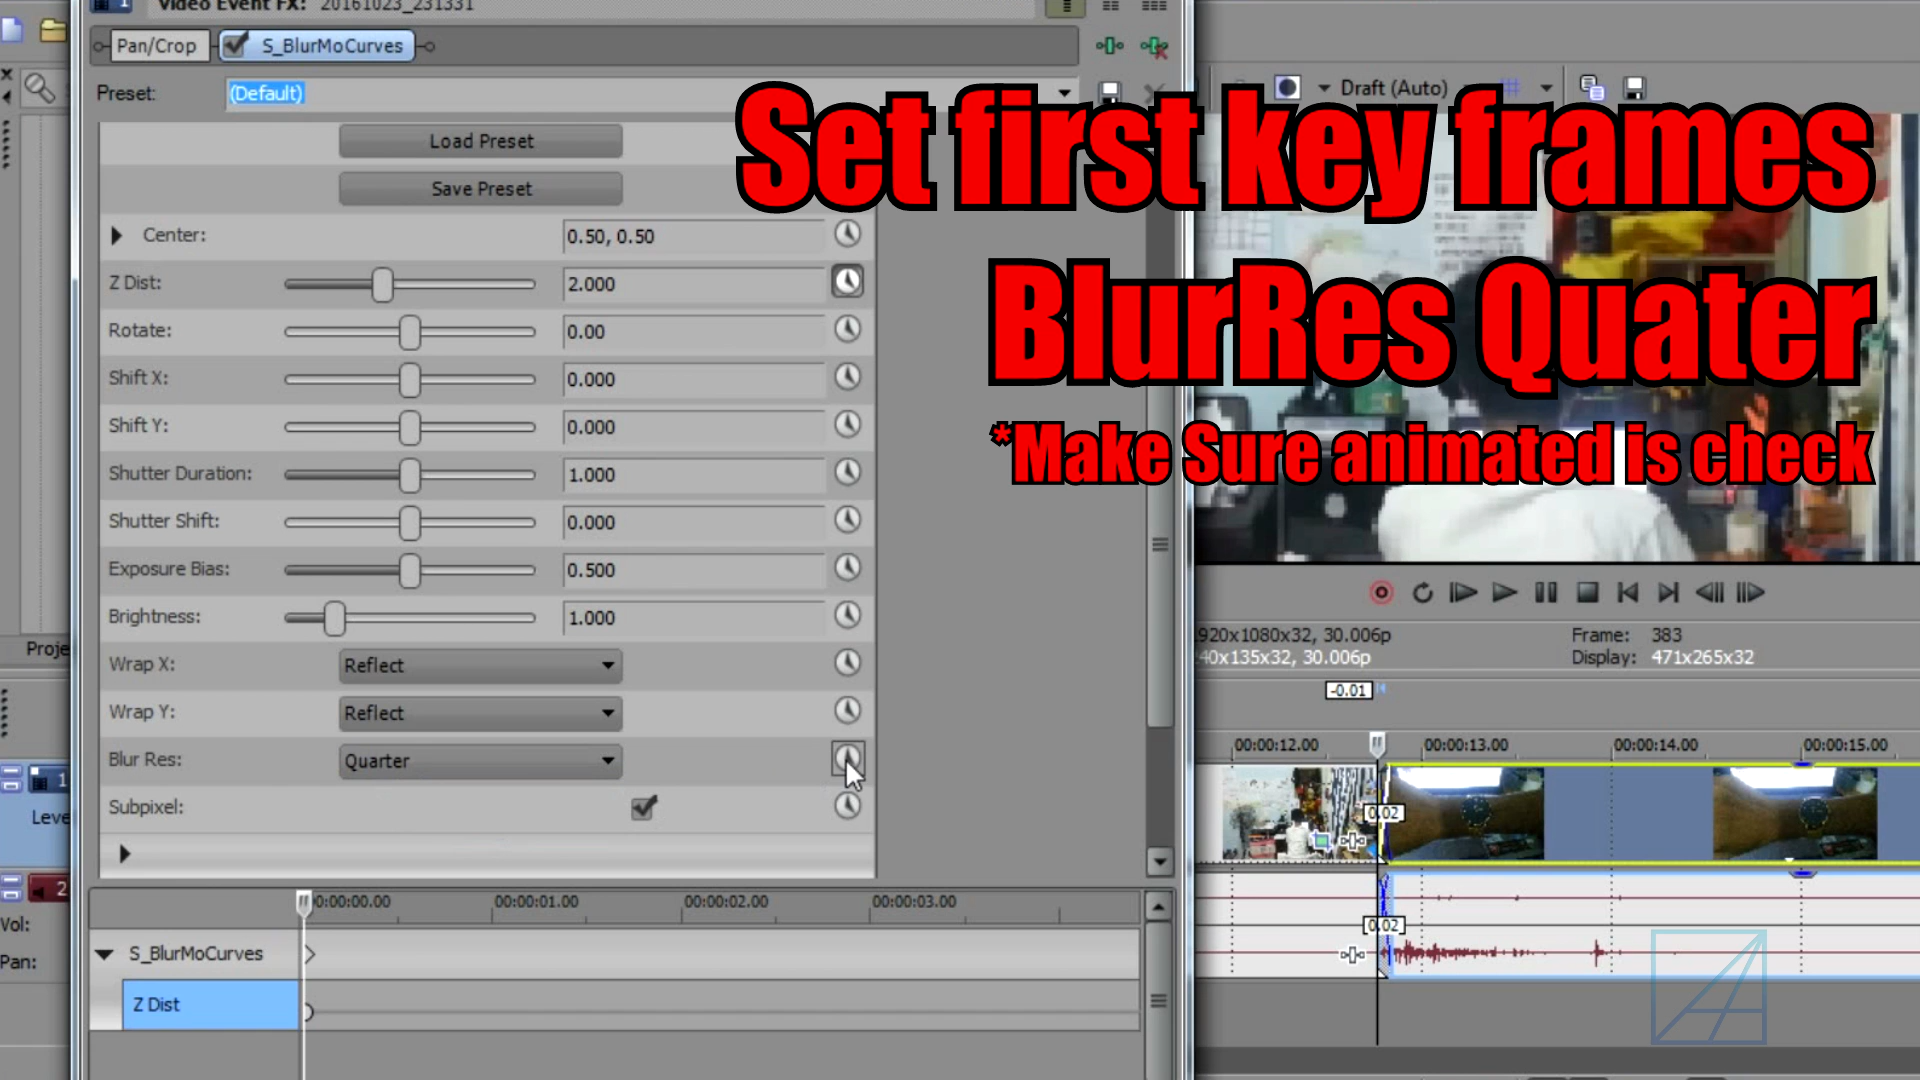 Video Event FX: 20161023_231331
Pan/Crop
S_BlurMoCurves
Preset: (Default)
Draft (Auto)
Set first key frames
BlurRes Quater
*Make Sure animated is check
Load Preset
Save Preset
Center: 0.50, 0.50
Z Dist: 2.000
Rotate: 0.00
Shift X: 0.000
Shift Y: 0.000
Shutter Duration: 1.000
Shutter Shift: 0.000
Exposure Bias: 0.500
Brightness: 1.000
Wrap X: Reflect
Wrap Y: Reflect
Blur Res: Quarter
Subpixel:
Proje
1
Leve
2
Vol:
Pan:
00:00:00.00 00:00:01.00 00:00:02.00 00:00:03.00
S_BlurMoCurves
Z Dist
1920x1080x32, 30.006p
240x135x32, 30.006p
Frame: 383
Display: 471x265x32
-0.01
00:00:12.00 00:00:13.00 00:00:14.00 00:00:15.00
0.02
0.02